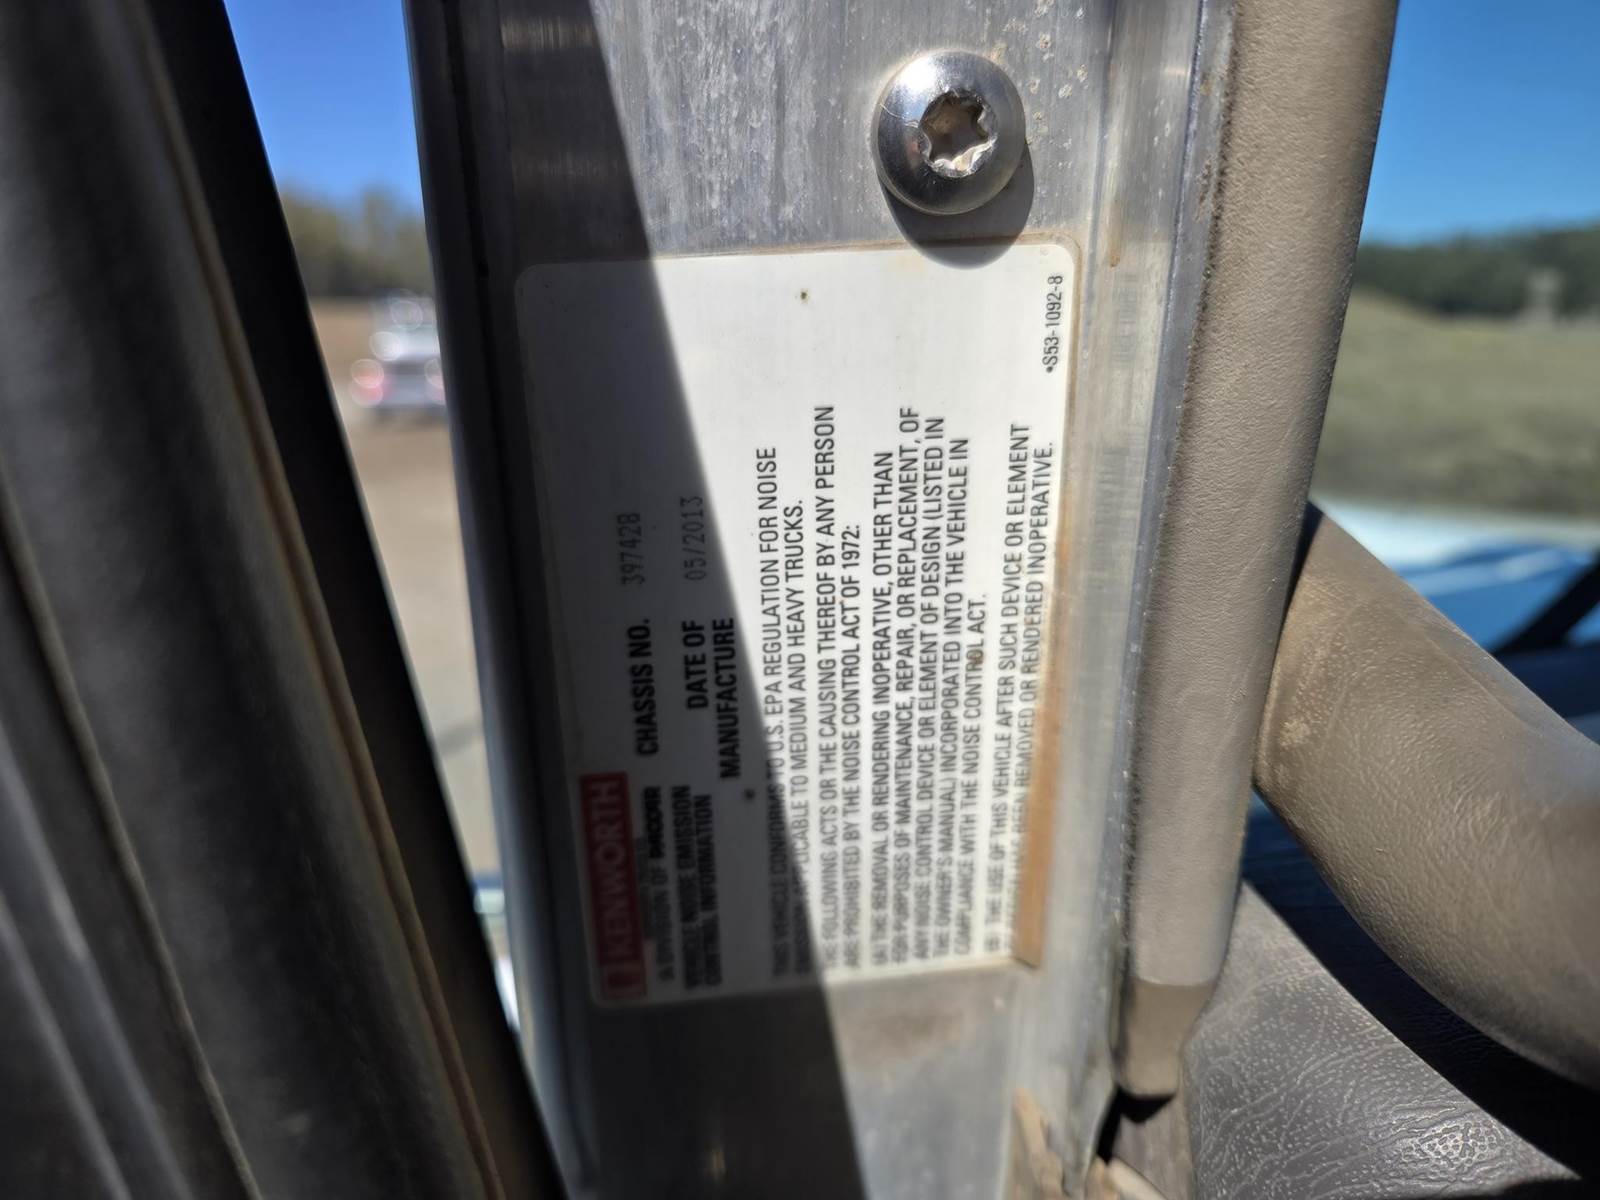 KENWORTH
A DIVISION OF PACCAR
VEHICLE NOISE EMISSION
CONTROL INFORMATION
CHASSIS NO. 397428
DATE OF
MANUFACTURE 05/2013
THIS VEHICLE CONFORMS TO U.S. EPA REGULATION FOR NOISE
EMISSION APPLICABLE TO MEDIUM AND HEAVY TRUCKS.
THE FOLLOWING ACTS OR THE CAUSING THEREOF BY ANY PERSON
ARE PROHIBITED BY THE NOISE CONTROL ACT OF 1972:
(A) THE REMOVAL OR RENDERING INOPERATIVE, OTHER THAN
FOR PURPOSES OF MAINTENANCE, REPAIR, OR REPLACEMENT, OF
ANY NOISE CONTROL DEVICE OR ELEMENT OF DESIGN (LISTED IN
THE OWNER'S MANUAL) INCORPORATED INTO THE VEHICLE IN
COMPLIANCE WITH THE NOISE CONTROL ACT.
(B) THE USE OF THIS VEHICLE AFTER SUCH DEVICE OR ELEMENT
BEEN REMOVED OR RENDERED INOPERATIVE.
•S53-1092-8